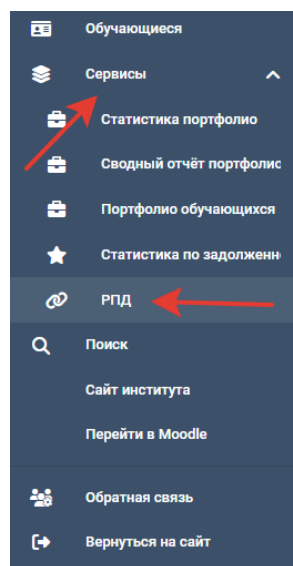 Обучающиеся
Сервисы
Статистика портфолио
Сводный отчёт портфолио
Портфолио обучающихся
Статистика по задолженн
РПД
Поиск
Сайт института
Перейти в Moodle
Обратная связь
Вернуться на сайт